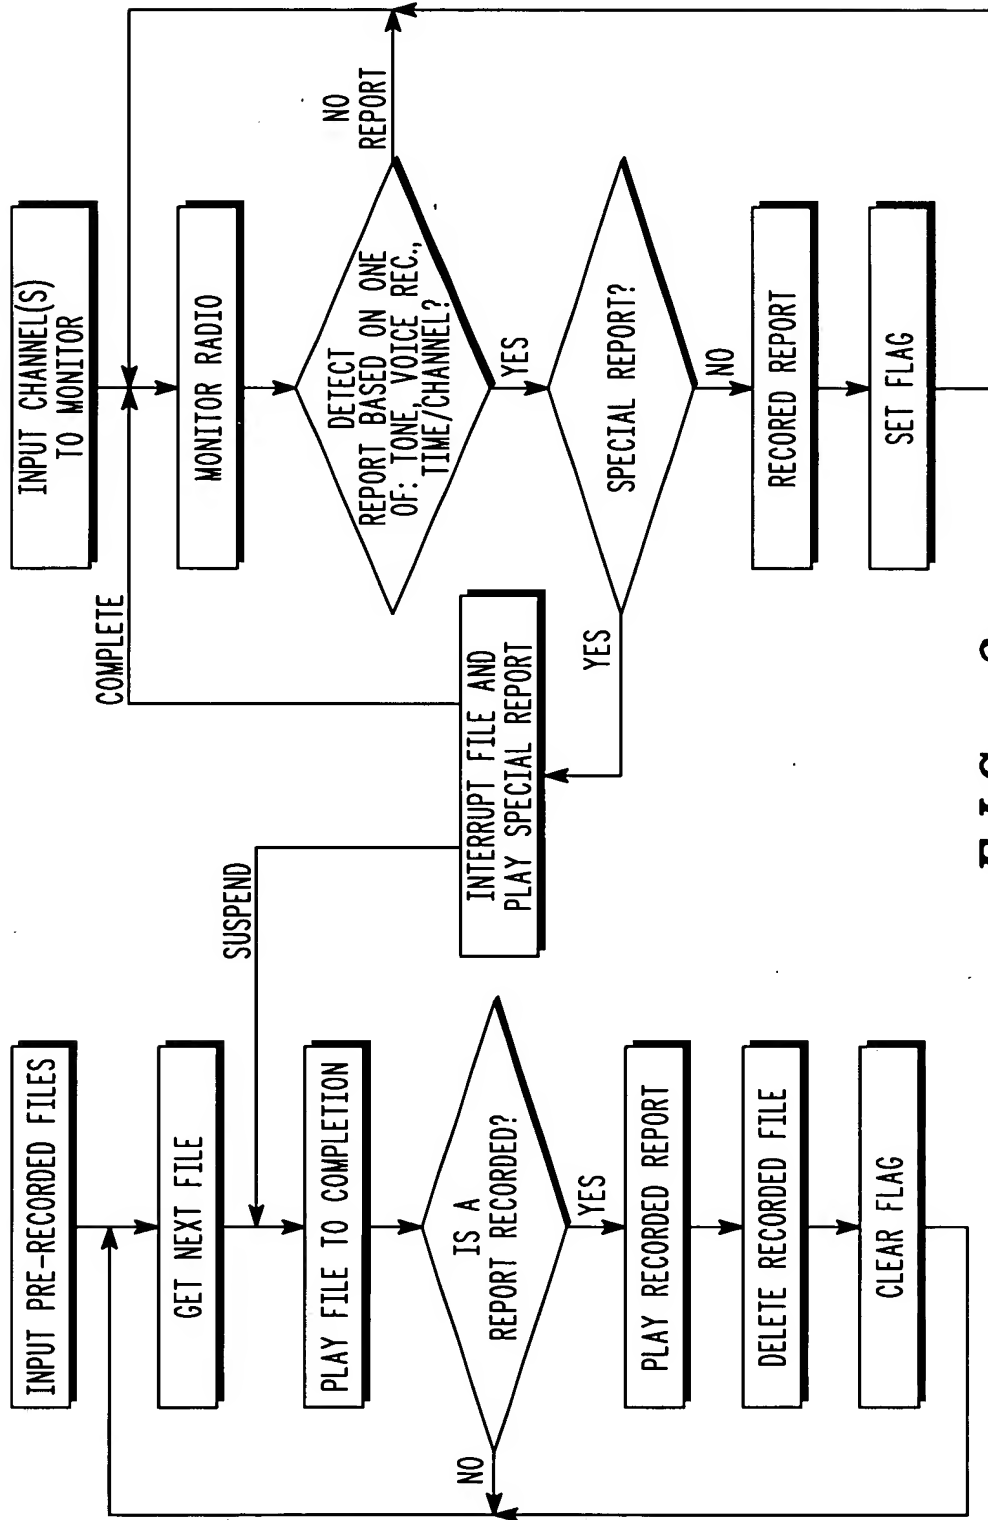 INPUT PRE-RECORDED FILES
GET NEXT FILE
PLAY FILE TO COMPLETION
IS A
REPORT RECORDED?
NO
YES
PLAY RECORDED REPORT
DELETE RECORDED FILE
CLEAR FLAG
SUSPEND
COMPLETE
INTERRUPT FILE AND
PLAY SPECIAL REPORT
INPUT CHANNEL(S)
TO MONITOR
MONITOR RADIO
DETECT
REPORT BASED ON ONE
OF: TONE, VOICE REC.,
TIME/CHANNEL?
NO
REPORT
YES
SPECIAL REPORT?
YES
NO
RECORED REPORT
SET FLAG